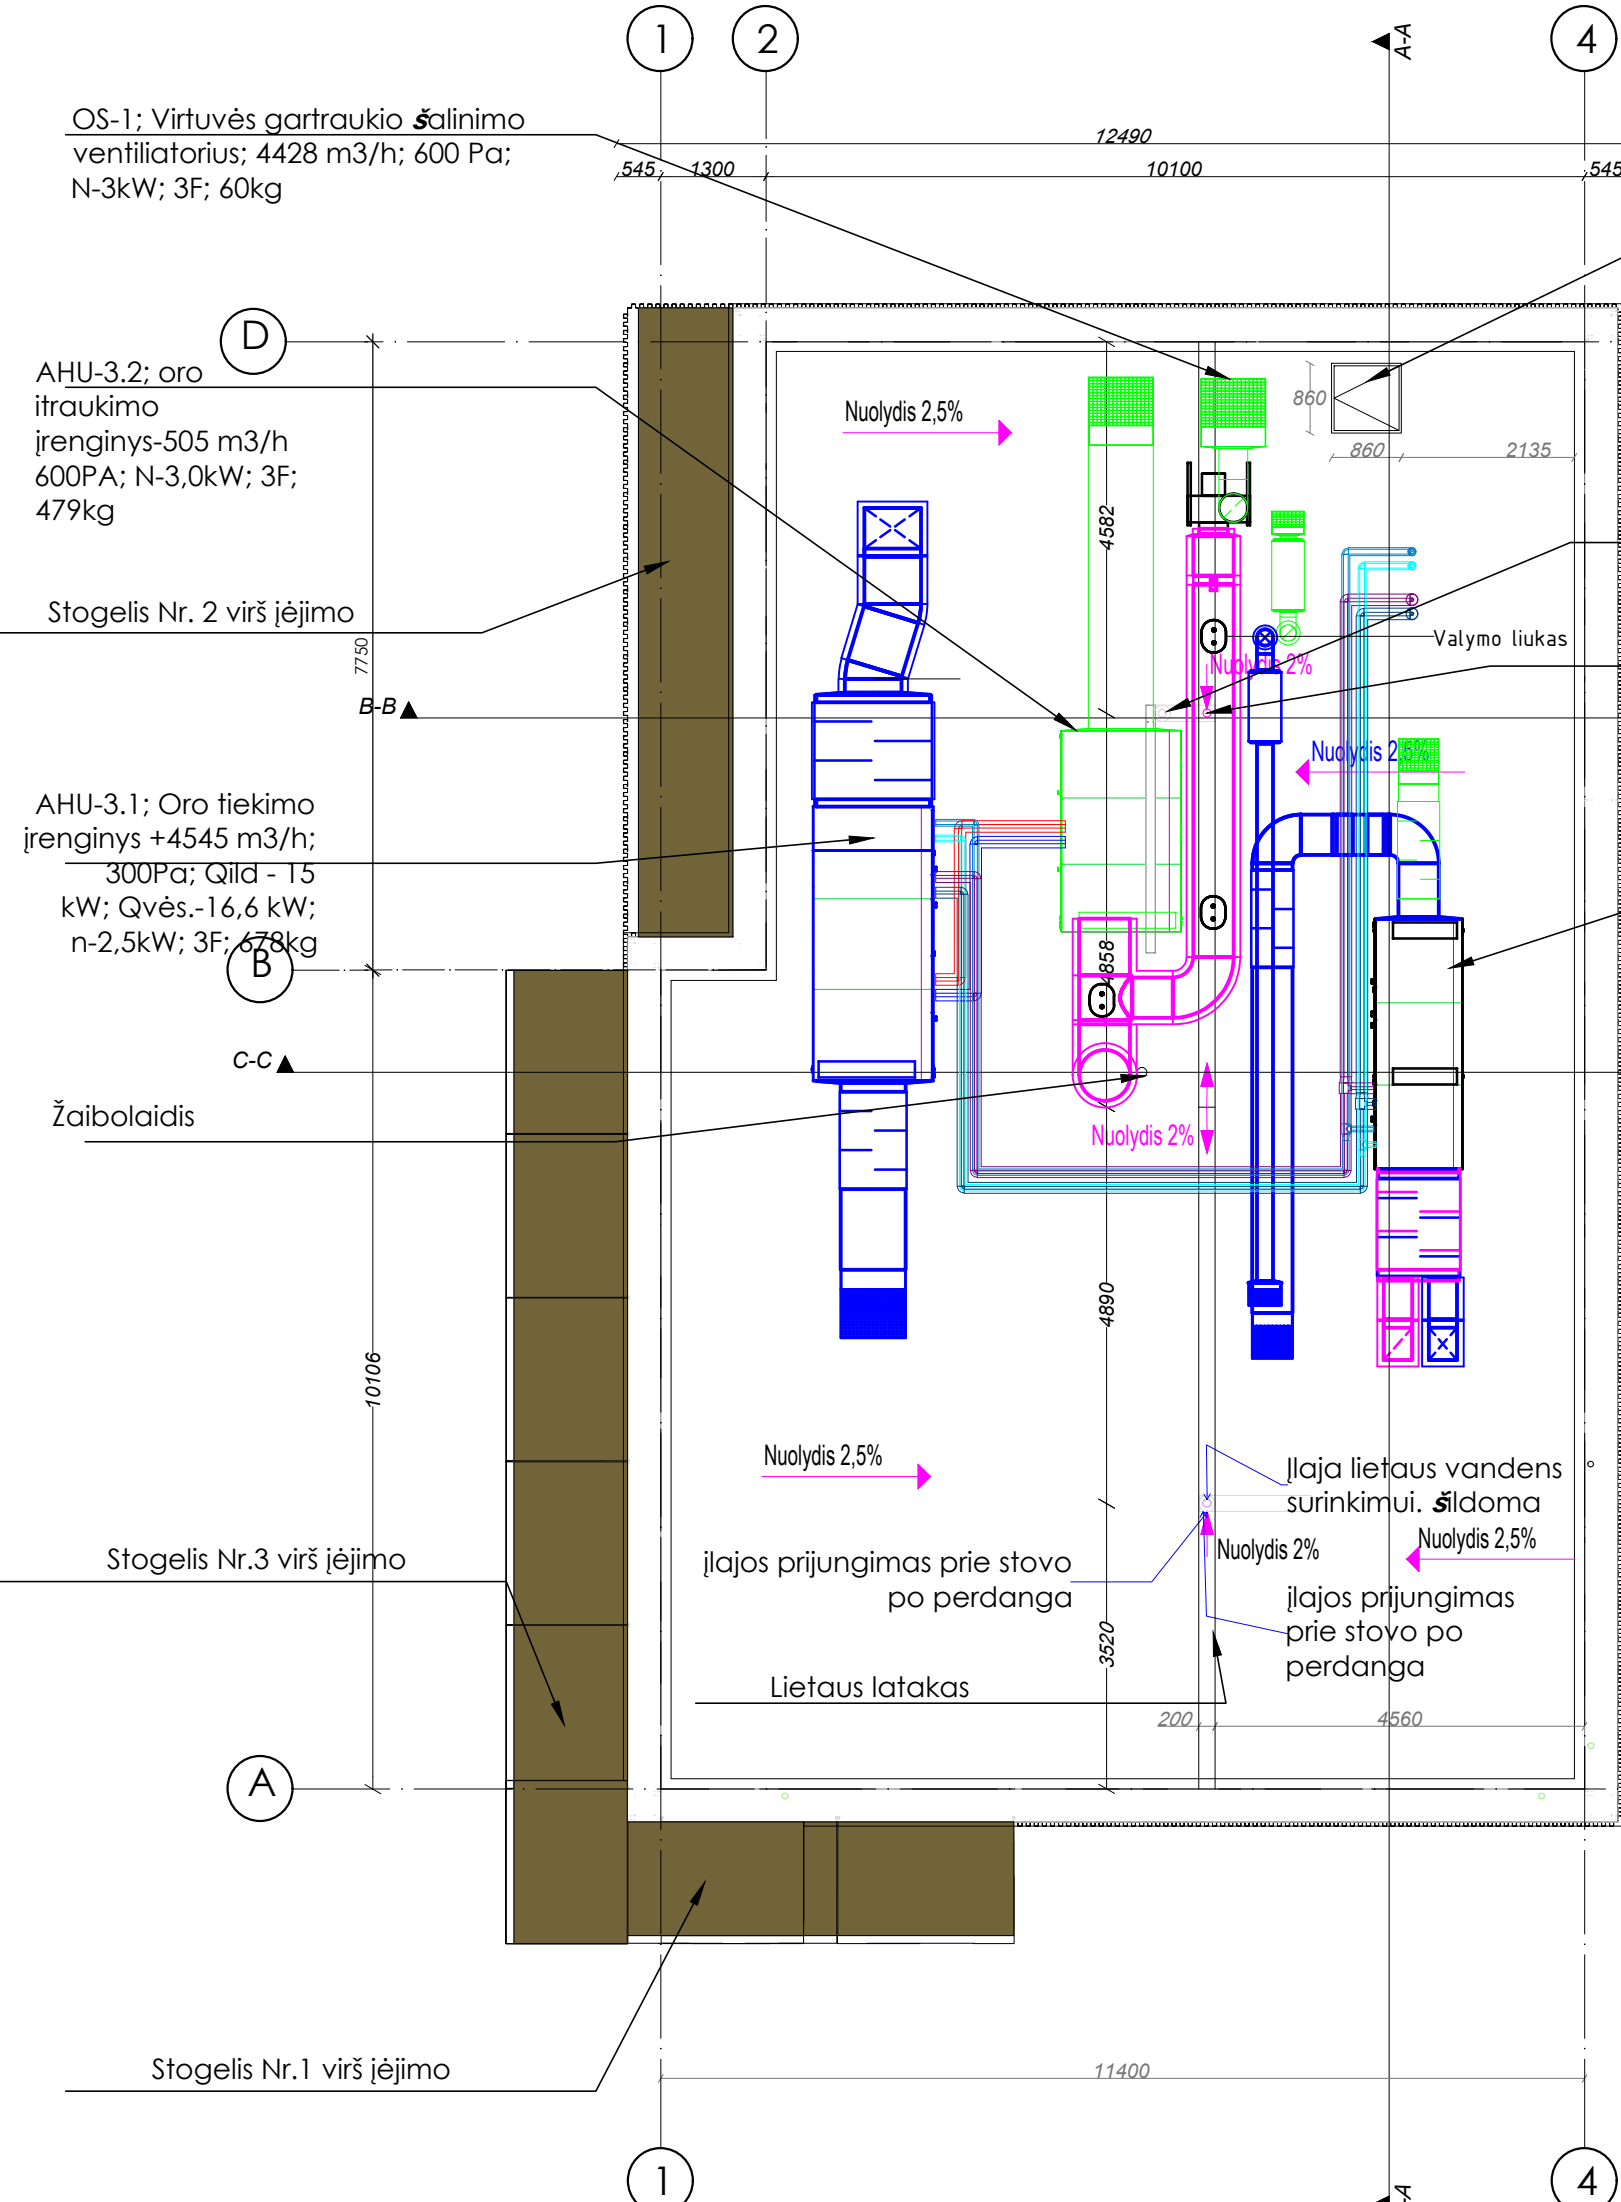 1
2
4
A-A
OS-1; Virtuvės gartraukio šalinimo
ventiliatorius; 4428 m3/h; 600 Pa;
N-3kW; 3F; 60kg
12490
545
1300
10100
545
D
AHU-3.2; oro
itraukimo
įrenginys-505 m3/h
600PA; N-3,0kW; 3F;
479kg
Nuolydis 2,5%
860
860
2135
4582
Stogelis Nr. 2 virš įėjimo
7750
Valymo liukas
Nuolydis 2%
B-B
Nuolydis 2,5%
AHU-3.1; Oro tiekimo
įrenginys +4545 m3/h;
300Pa; Qild - 15
kW; Qvės.-16,6 kW;
n-2,5kW; 3F; 678kg
B
4858
C-C
Žaibolaidis
Nuolydis 2%
4890
10106
Nuolydis 2,5%
Įlaja lietaus vandens
surinkimui. šildoma
Nuolydis 2%
Nuolydis 2,5%
Stogelis Nr.3 virš įėjimo
įlajos prijungimas prie stovo
po perdanga
įlajos prijungimas
prie stovo po
perdanga
3520
Lietaus latakas
200
4560
A
Stogelis Nr.1 virš įėjimo
11400
1
4
-A